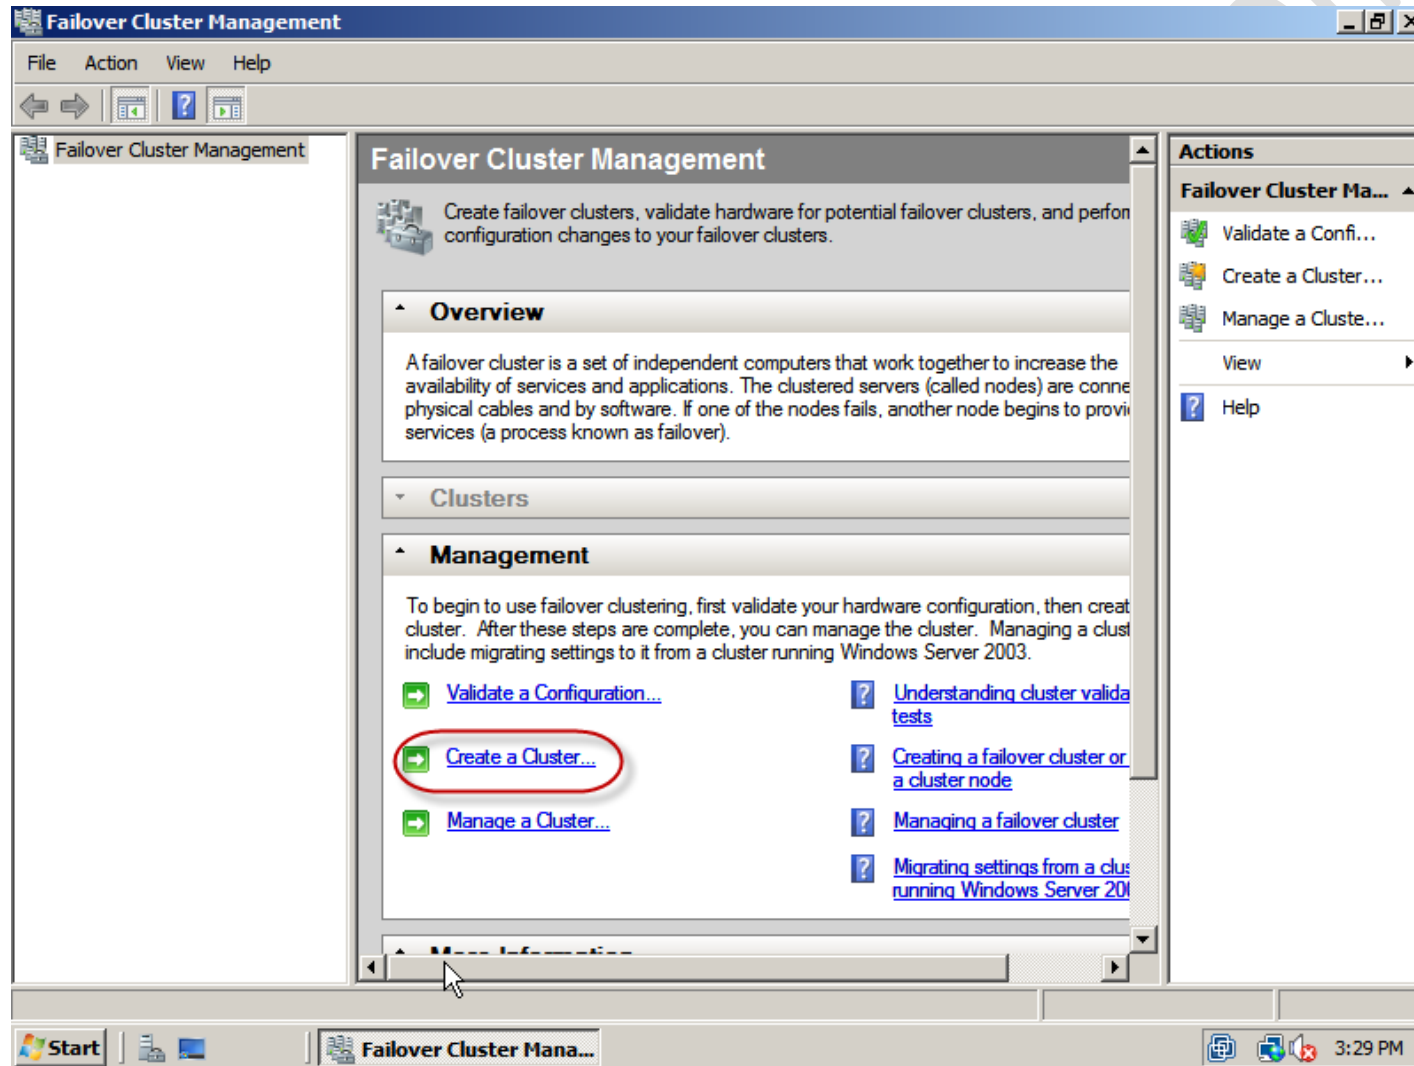 Failover Cluster Management
File Action View Help
Failover Cluster Management
Failover Cluster Management
Create failover clusters, validate hardware for potential failover clusters, and perfor
configuration changes to your failover clusters.
Overview
A failover cluster is a set of independent computers that work together to increase the
availability of services and applications. The clustered servers (called nodes) are conne
physical cables and by software. If one of the nodes fails, another node begins to provi
services (a process known as failover).
Clusters
Management
To begin to use failover clustering, first validate your hardware configuration, then creat
cluster. After these steps are complete, you can manage the cluster. Managing a clust
include migrating settings to it from a cluster running Windows Server 2003.
Validate a Configuration...
Understanding cluster valida
tests
Create a Cluster...
Creating a failover cluster or
a cluster node
Manage a Cluster...
Managing a failover cluster
Migrating settings from a clus
running Windows Server 200
More Information
Actions
Failover Cluster Ma...
Validate a Confi...
Create a Cluster...
Manage a Cluste...
View
Help
Start
Failover Cluster Mana...
3:29 PM